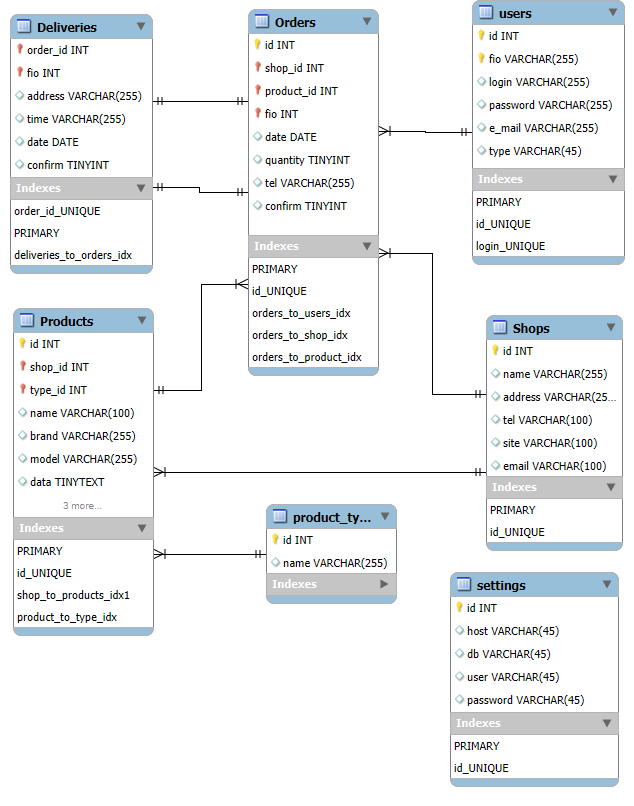 Deliveries
order_id INT
fio INT
address VARCHAR(255)
time VARCHAR(255)
date DATE
confirm TINYINT
Indexes
order_id_UNIQUE
PRIMARY
deliveries_to_orders_idx
Orders
id INT
shop_id INT
product_id INT
fio INT
date DATE
quantity TINYINT
tel VARCHAR(255)
confirm TINYINT
Indexes
PRIMARY
id_UNIQUE
orders_to_users_idx
orders_to_shop_idx
orders_to_product_idx
users
id INT
fio VARCHAR(255)
login VARCHAR(255)
password VARCHAR(255)
e_mail VARCHAR(255)
type VARCHAR(45)
Indexes
PRIMARY
id_UNIQUE
login_UNIQUE
Products
id INT
shop_id INT
type_id INT
name VARCHAR(100)
brand VARCHAR(255)
model VARCHAR(255)
data TINYTEXT
3 more...
Indexes
PRIMARY
id_UNIQUE
shop_to_products_idx1
product_to_type_idx
Shops
id INT
name VARCHAR(255)
address VARCHAR(25...
tel VARCHAR(100)
site VARCHAR(100)
email VARCHAR(100)
Indexes
PRIMARY
id_UNIQUE
product_ty...
id INT
name VARCHAR(255)
Indexes
settings
id INT
host VARCHAR(45)
db VARCHAR(45)
user VARCHAR(45)
password VARCHAR(45)
Indexes
PRIMARY
id_UNIQUE